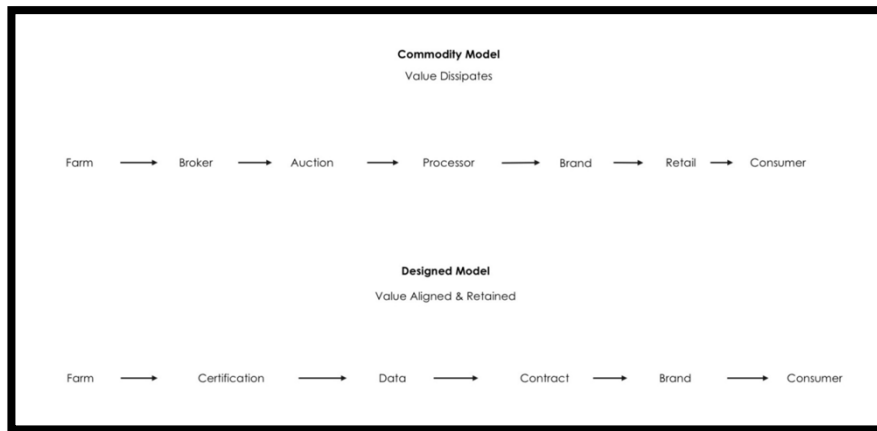 Commodity Model
Value Dissipates
Farm Broker Auction Processor Brand Retail Consumer
Designed Model
Value Aligned & Retained
Farm Certification Data Contract Brand Consumer